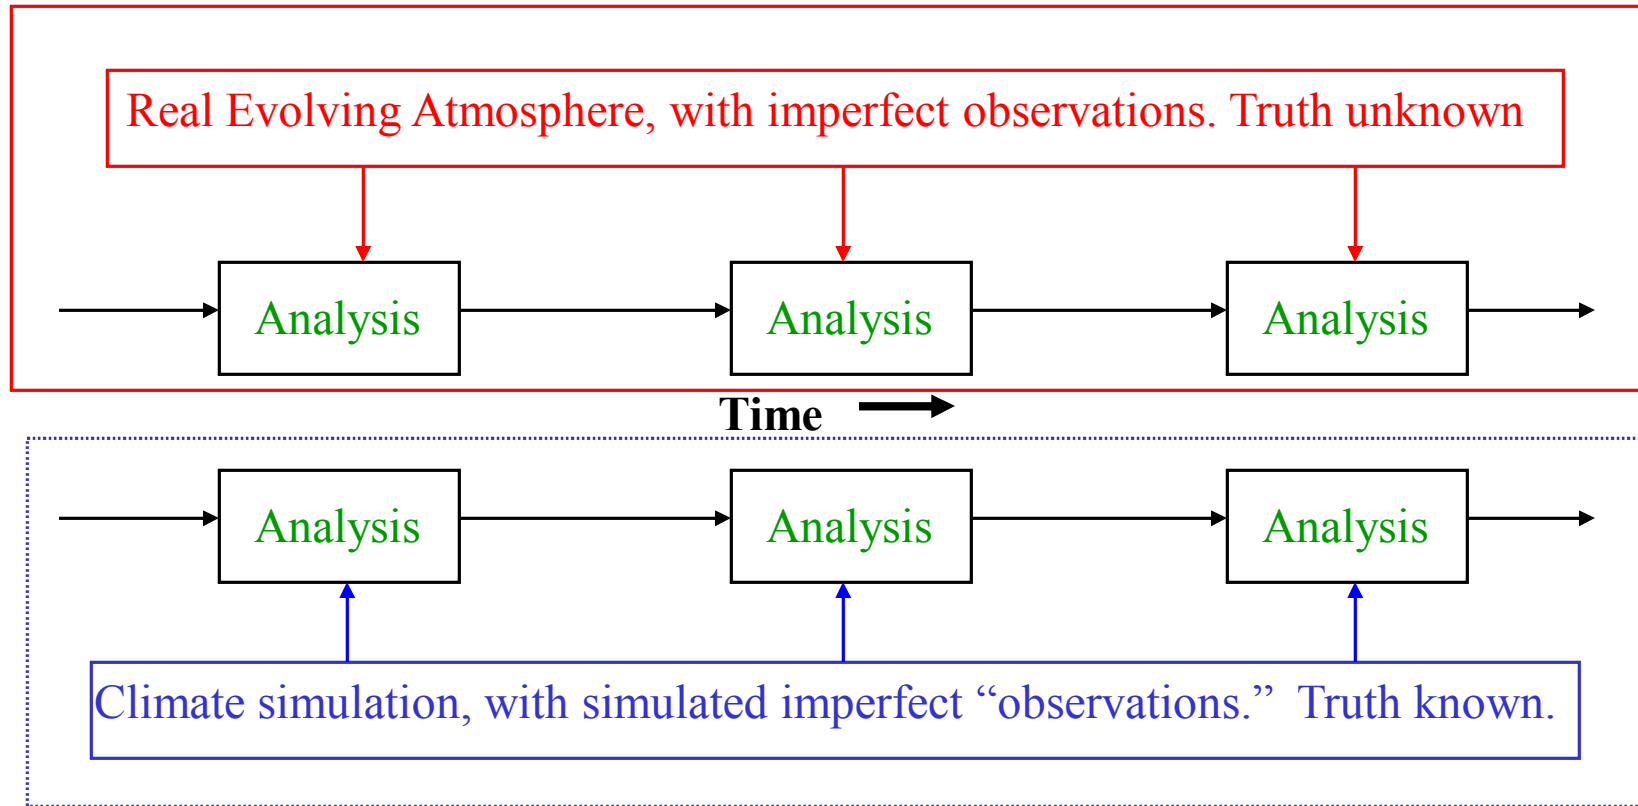 Real Evolving Atmosphere, with imperfect observations. Truth unknown
Analysis Analysis Analysis
Time
Analysis Analysis Analysis
Climate simulation, with simulated imperfect “observations.” Truth known.